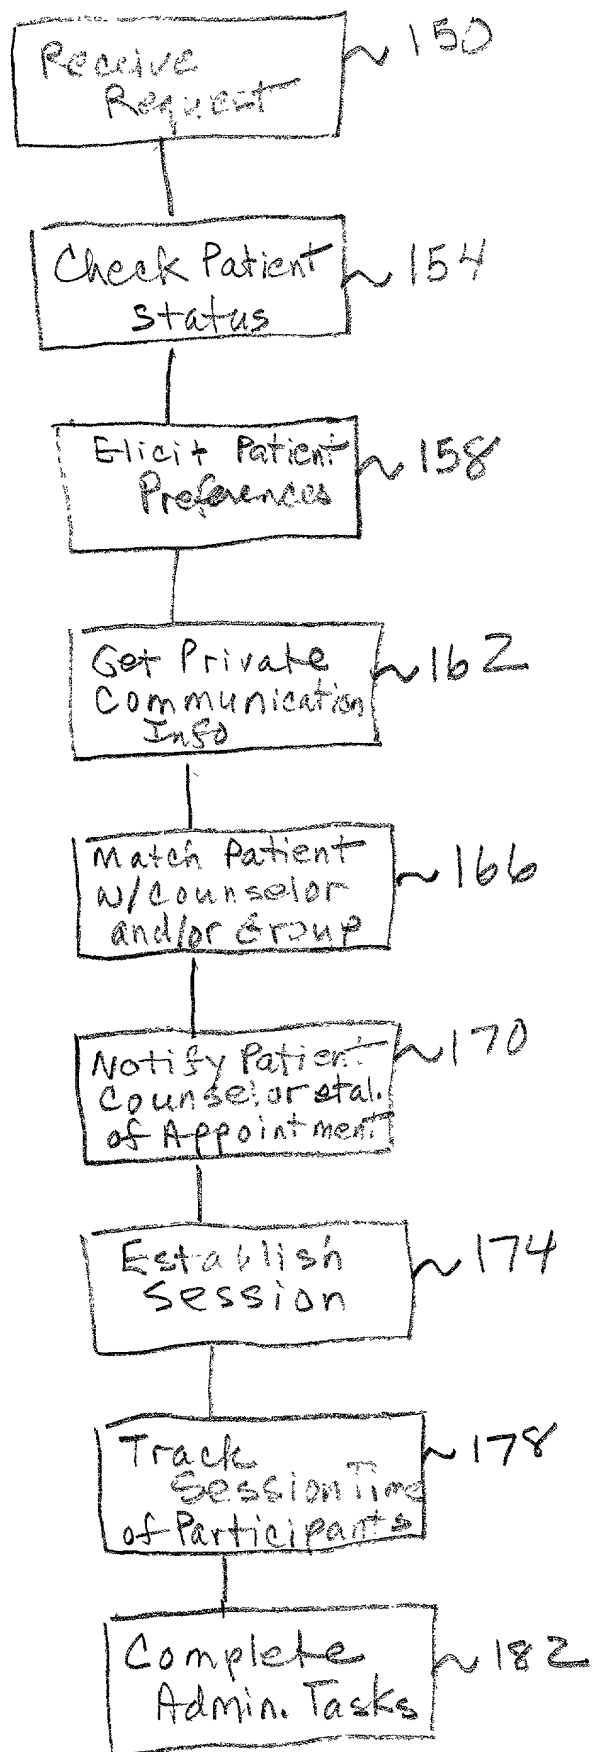 Receive
Request
150
Check Patient
Status
154
Elicit Patient
Preferences
158
Get Private
Communication
Info
162
Match Patient
w/Counselor
and/or Group
166
Notify Patient
Counselor etal.
of Appointment
170
Establish
Session
174
Track
Session Time
of Participants
178
Complete
Admin. Tasks
182